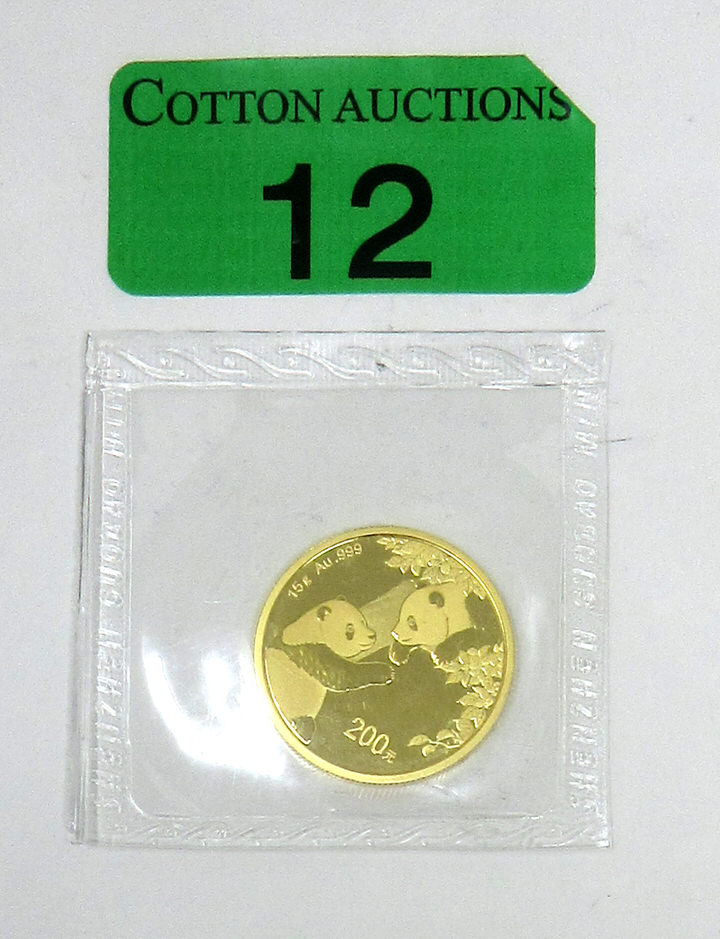 COTTON AUCTIONS
12
15g Au.999
200元
SHENZHEN GUOBAO MINT
SHENZHEN GUOBAO MINT